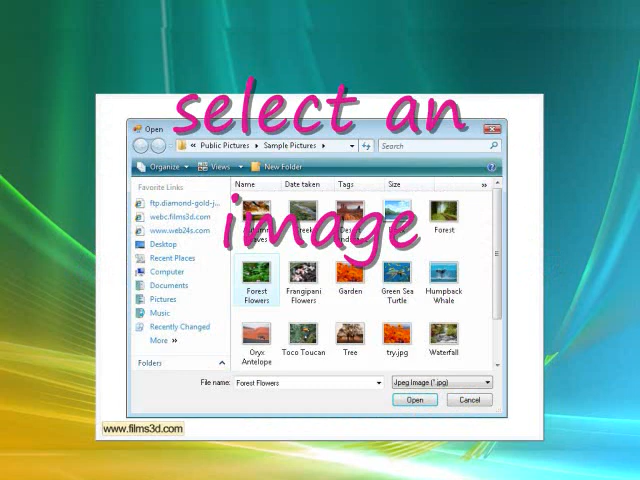 select an
image
Open
Public Pictures Sample Pictures
Search
Organize Views New Folder
Favorite Links
Name Date taken Tags Size
ftp.diamond-gold-j...
webc.films3d.com
www.web24s.com
Desktop
Recent Places
Computer
Documents
Pictures
Music
Recently Changed
More
Folders
Creek
Forest
Forest
Flowers
Frangipani
Flowers
Garden
Green Sea
Turtle
Humpback
Whale
Oryx
Antelope
Toco Toucan
Tree
try.jpg
Waterfall
File name: Forest Flowers
Jpeg Image (*.jpg)
Open Cancel
www.films3d.com